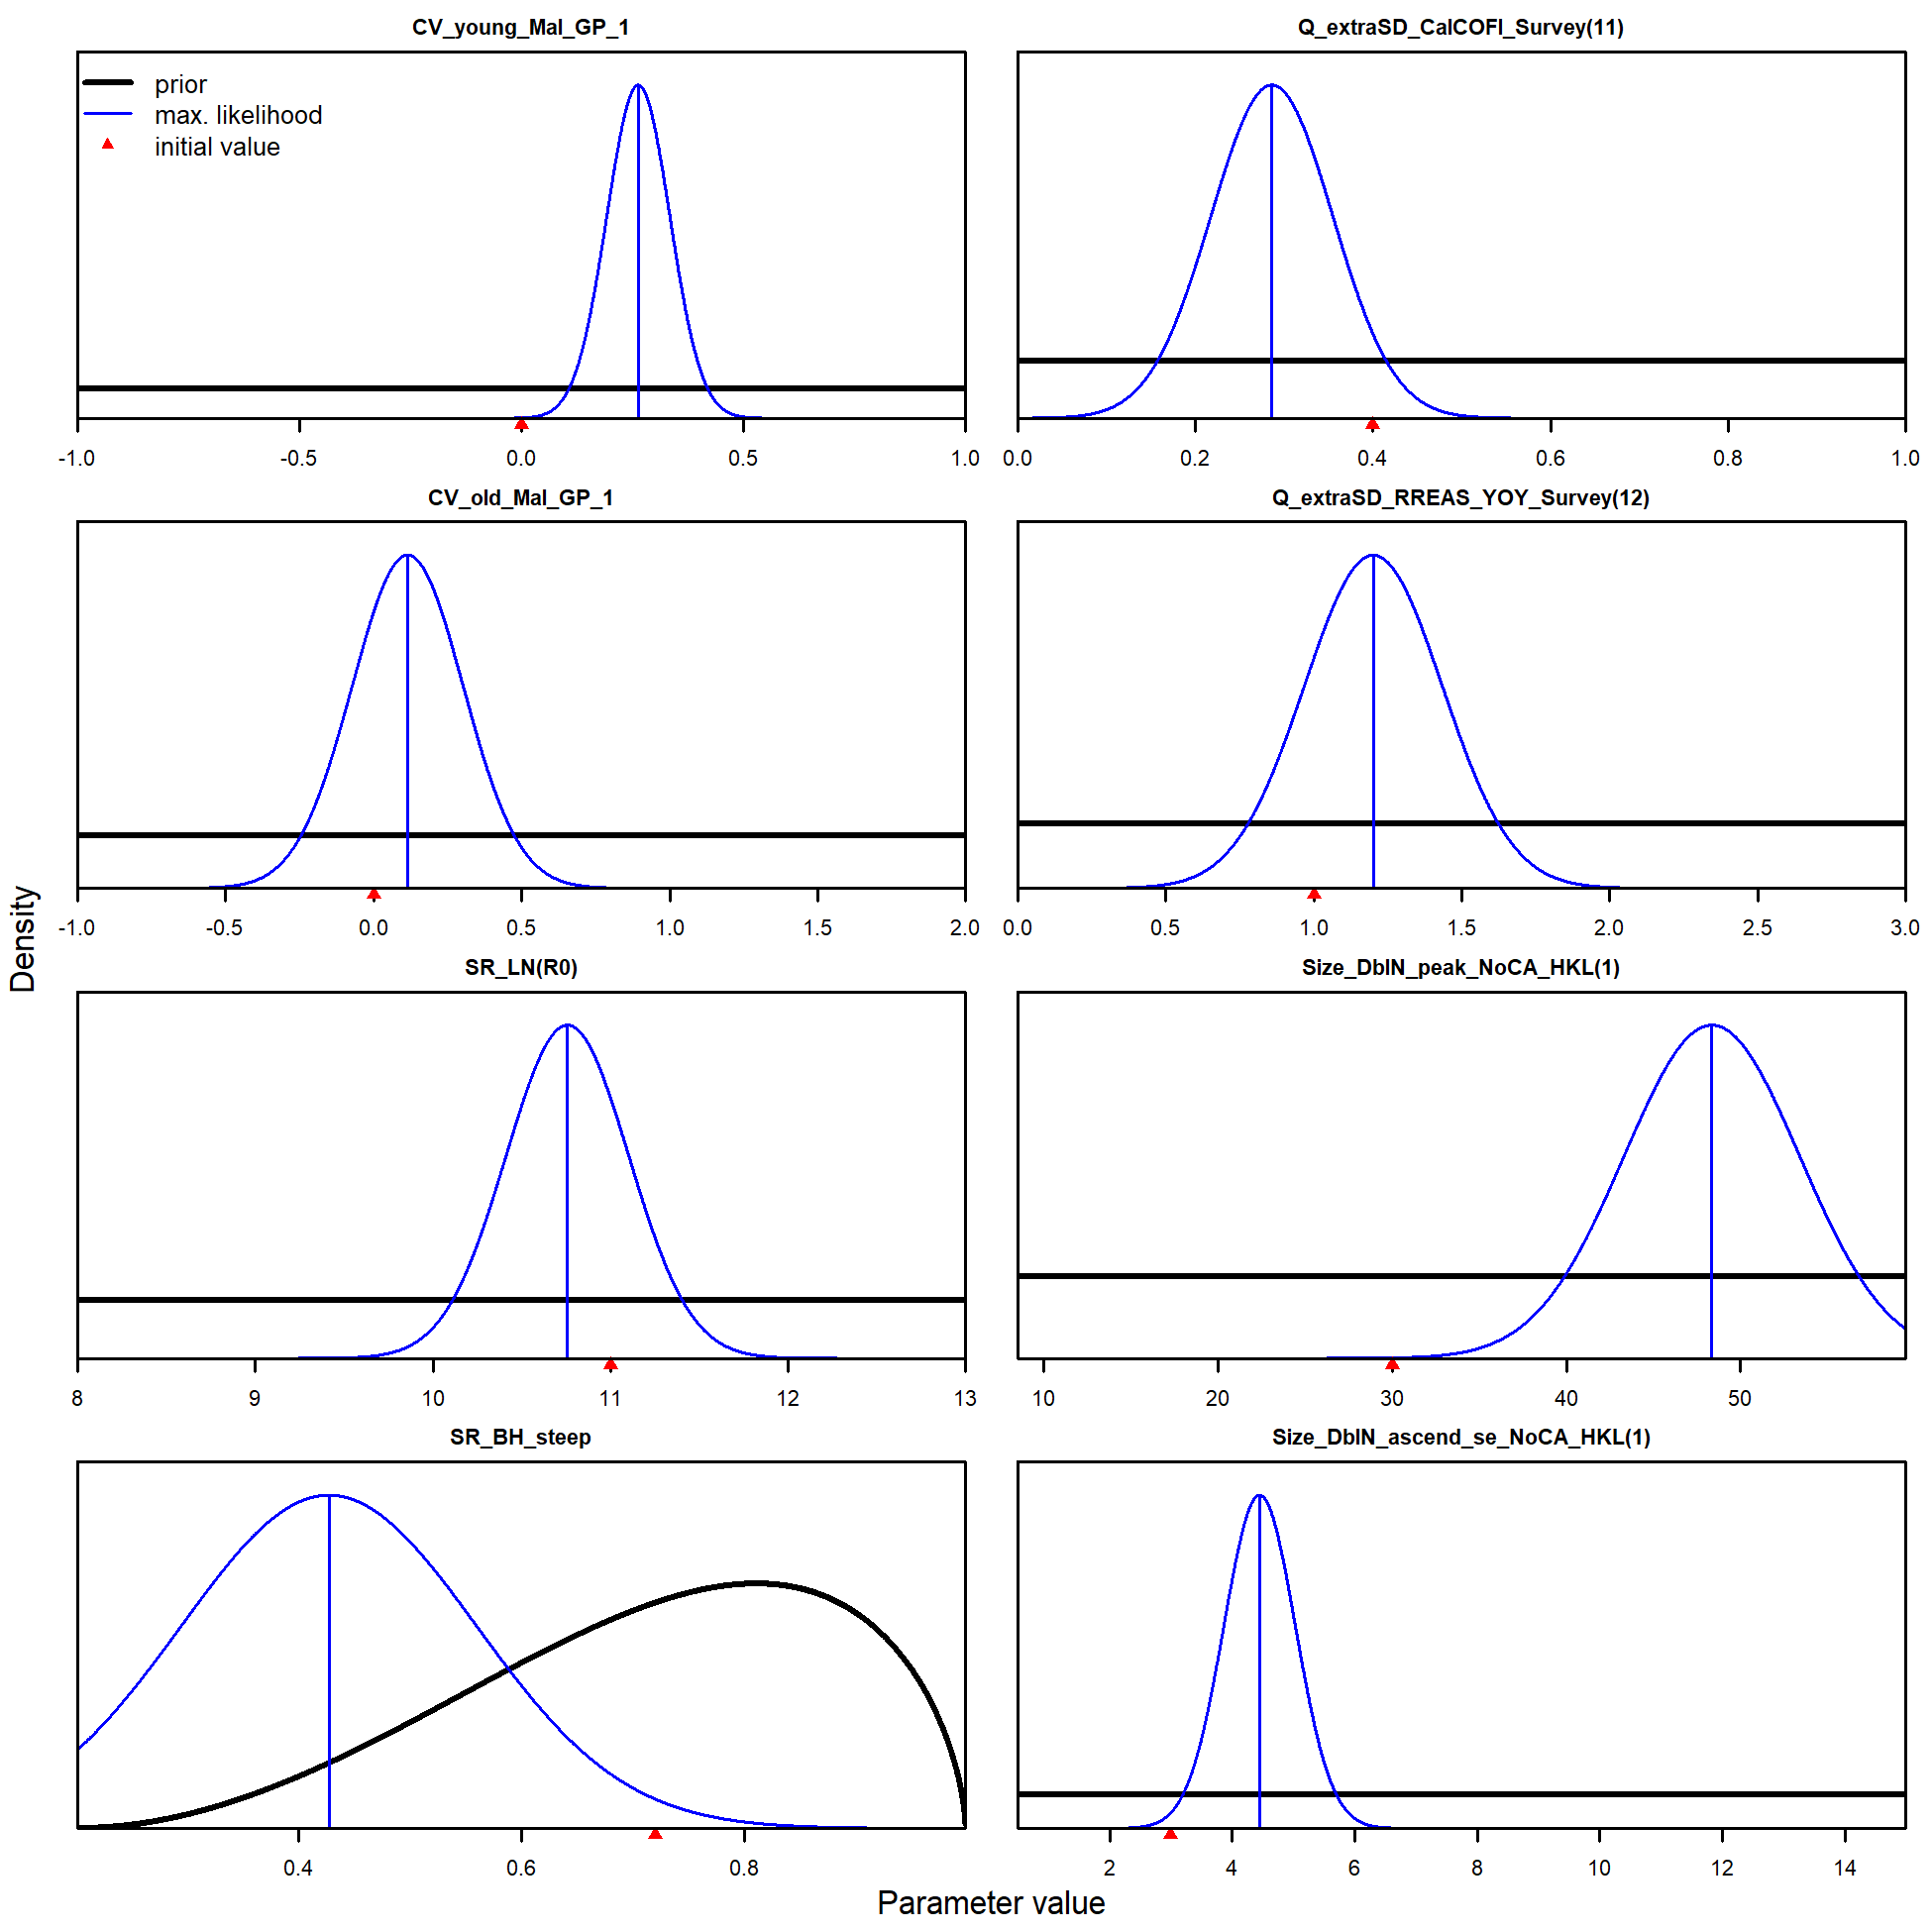 CV_young_Mal_GP_1
prior
max. likelihood
initial value
-1.0 -0.5 0.0 0.5 1.0
Q_extraSD_CalCOFI_Survey(11)
0.0 0.2 0.4 0.6 0.8 1.0
CV_old_Mal_GP_1
-1.0 -0.5 0.0 0.5 1.0 1.5 2.0
Q_extraSD_RREAS_YOY_Survey(12)
0.0 0.5 1.0 1.5 2.0 2.5 3.0
SR_LN(R0)
8 9 10 11 12 13
Size_DblN_peak_NoCA_HKL(1)
10 20 30 40 50
SR_BH_steep
0.4 0.6 0.8
Size_DblN_ascend_se_NoCA_HKL(1)
2 4 6 8 10 12 14
Density
Parameter value